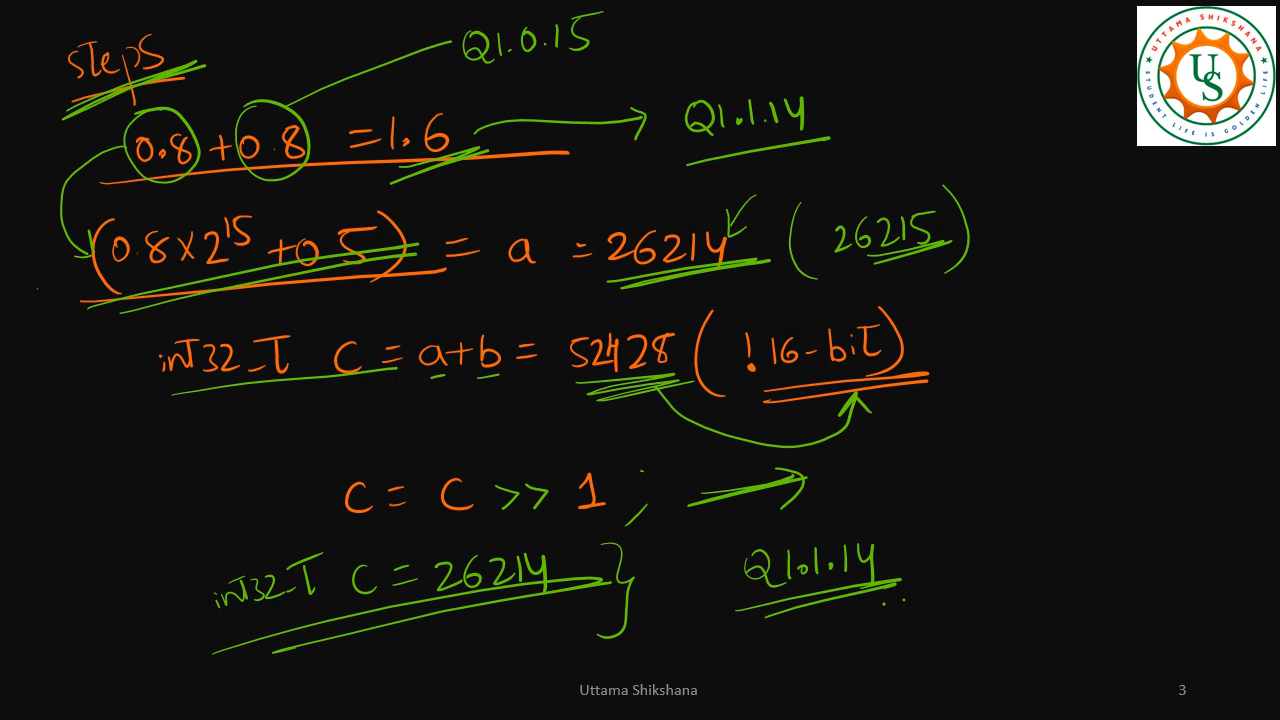 Q1.0.15
steps
0.8 + 0.8 = 1.6 → Q1.1.14
(0.8 × 2^15 + 0.5) = a = 26214 (26215)
int32_t c = a + b = 52428 (! 16-bit)
c = c >> 1 ;
int32_t c = 26214 } Q1.1.14
UTTAMA SHIKSHANA
US
STUDENT LIFE IS GOLDEN LIFE
Uttama Shikshana
3